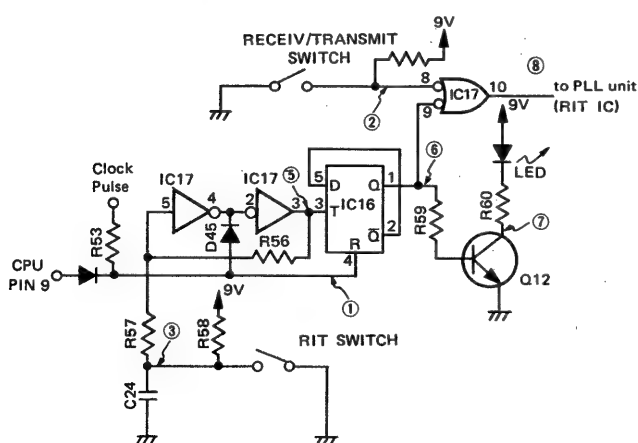 9V
RECEIV/TRANSMIT
SWITCH
8
IC17
10
⑧
to PLL unit
(RIT IC)
9V
②
9
Clock
Pulse
IC17
5
4
IC17
2
3
⑤
3
5
D
Q
1
⑥
IC16
T
Q̅
2
R
4
R53
D45
R56
R59
LED
R60
⑦
Q12
CPU
PIN 9
①
9V
R57
③
R58
RIT SWITCH
C24